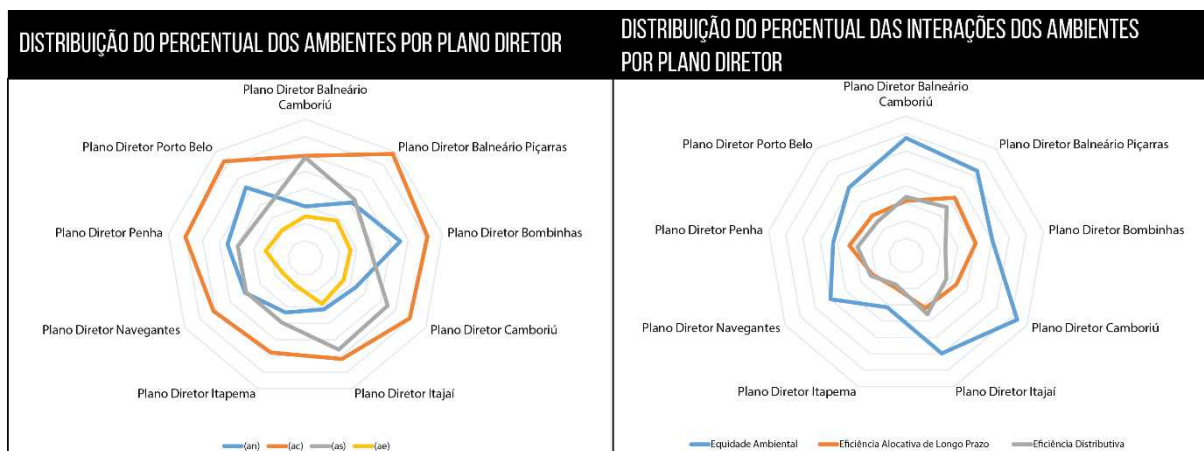 DISTRIBUIÇÃO DO PERCENTUAL DOS AMBIENTES POR PLANO DIRETOR
Plano Diretor Balneário
Camboriú
Plano Diretor Porto Belo
Plano Diretor Balneário Piçarras
Plano Diretor Penha
Plano Diretor Bombinhas
Plano Diretor Navegantes
Plano Diretor Camboriú
Plano Diretor Itapema
Plano Diretor Itajaí
(an) (ac) (as) (ae)
DISTRIBUIÇÃO DO PERCENTUAL DAS INTERAÇÕES DOS AMBIENTES
POR PLANO DIRETOR
Plano Diretor Balneário
Camboriú
Plano Diretor Porto Belo
Plano Diretor Balneário Piçarras
Plano Diretor Penha
Plano Diretor Bombinhas
Plano Diretor Navegantes
Plano Diretor Camboriú
Plano Diretor Itapema
Plano Diretor Itajaí
Equidade Ambiental Eficiência Alocativa de Longo Prazo Eficiência Distributiva